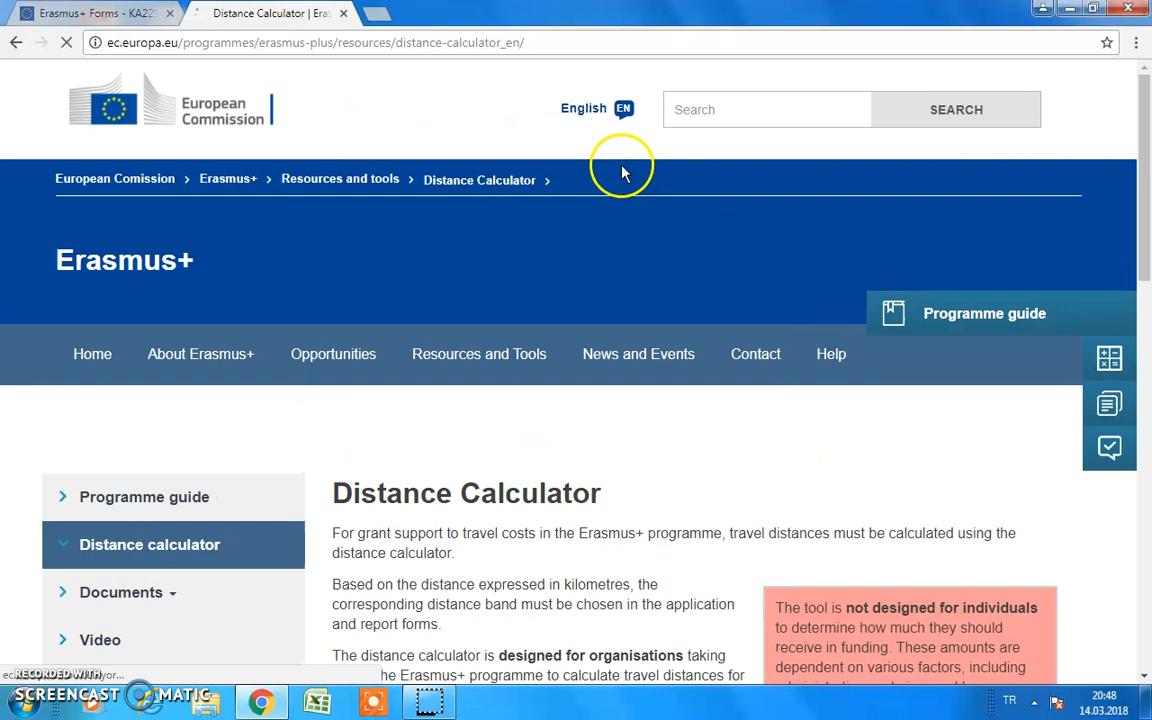 Erasmus+ Forms - KA229
Distance Calculator | Era
ec.europa.eu/programmes/erasmus-plus/resources/distance-calculator_en/
European Commission
English EN
Search
SEARCH
European Comission > Erasmus+ > Resources and tools > Distance Calculator >
Erasmus+
Programme guide
Home About Erasmus+ Opportunities Resources and Tools News and Events Contact Help
Programme guide
Distance calculator
Documents
Video
Distance Calculator
For grant support to travel costs in the Erasmus+ programme, travel distances must be calculated using the
distance calculator.
Based on the distance expressed in kilometres, the
corresponding distance band must be chosen in the application
and report forms.
The distance calculator is designed for organisations taking
the Erasmus+ programme to calculate travel distances for
The tool is not designed for individuals
to determine how much they should
receive in funding. These amounts are
dependent on various factors, including
RECORDED WITH
SCREENCAST MATIC
TR
20:48
14.03.2018